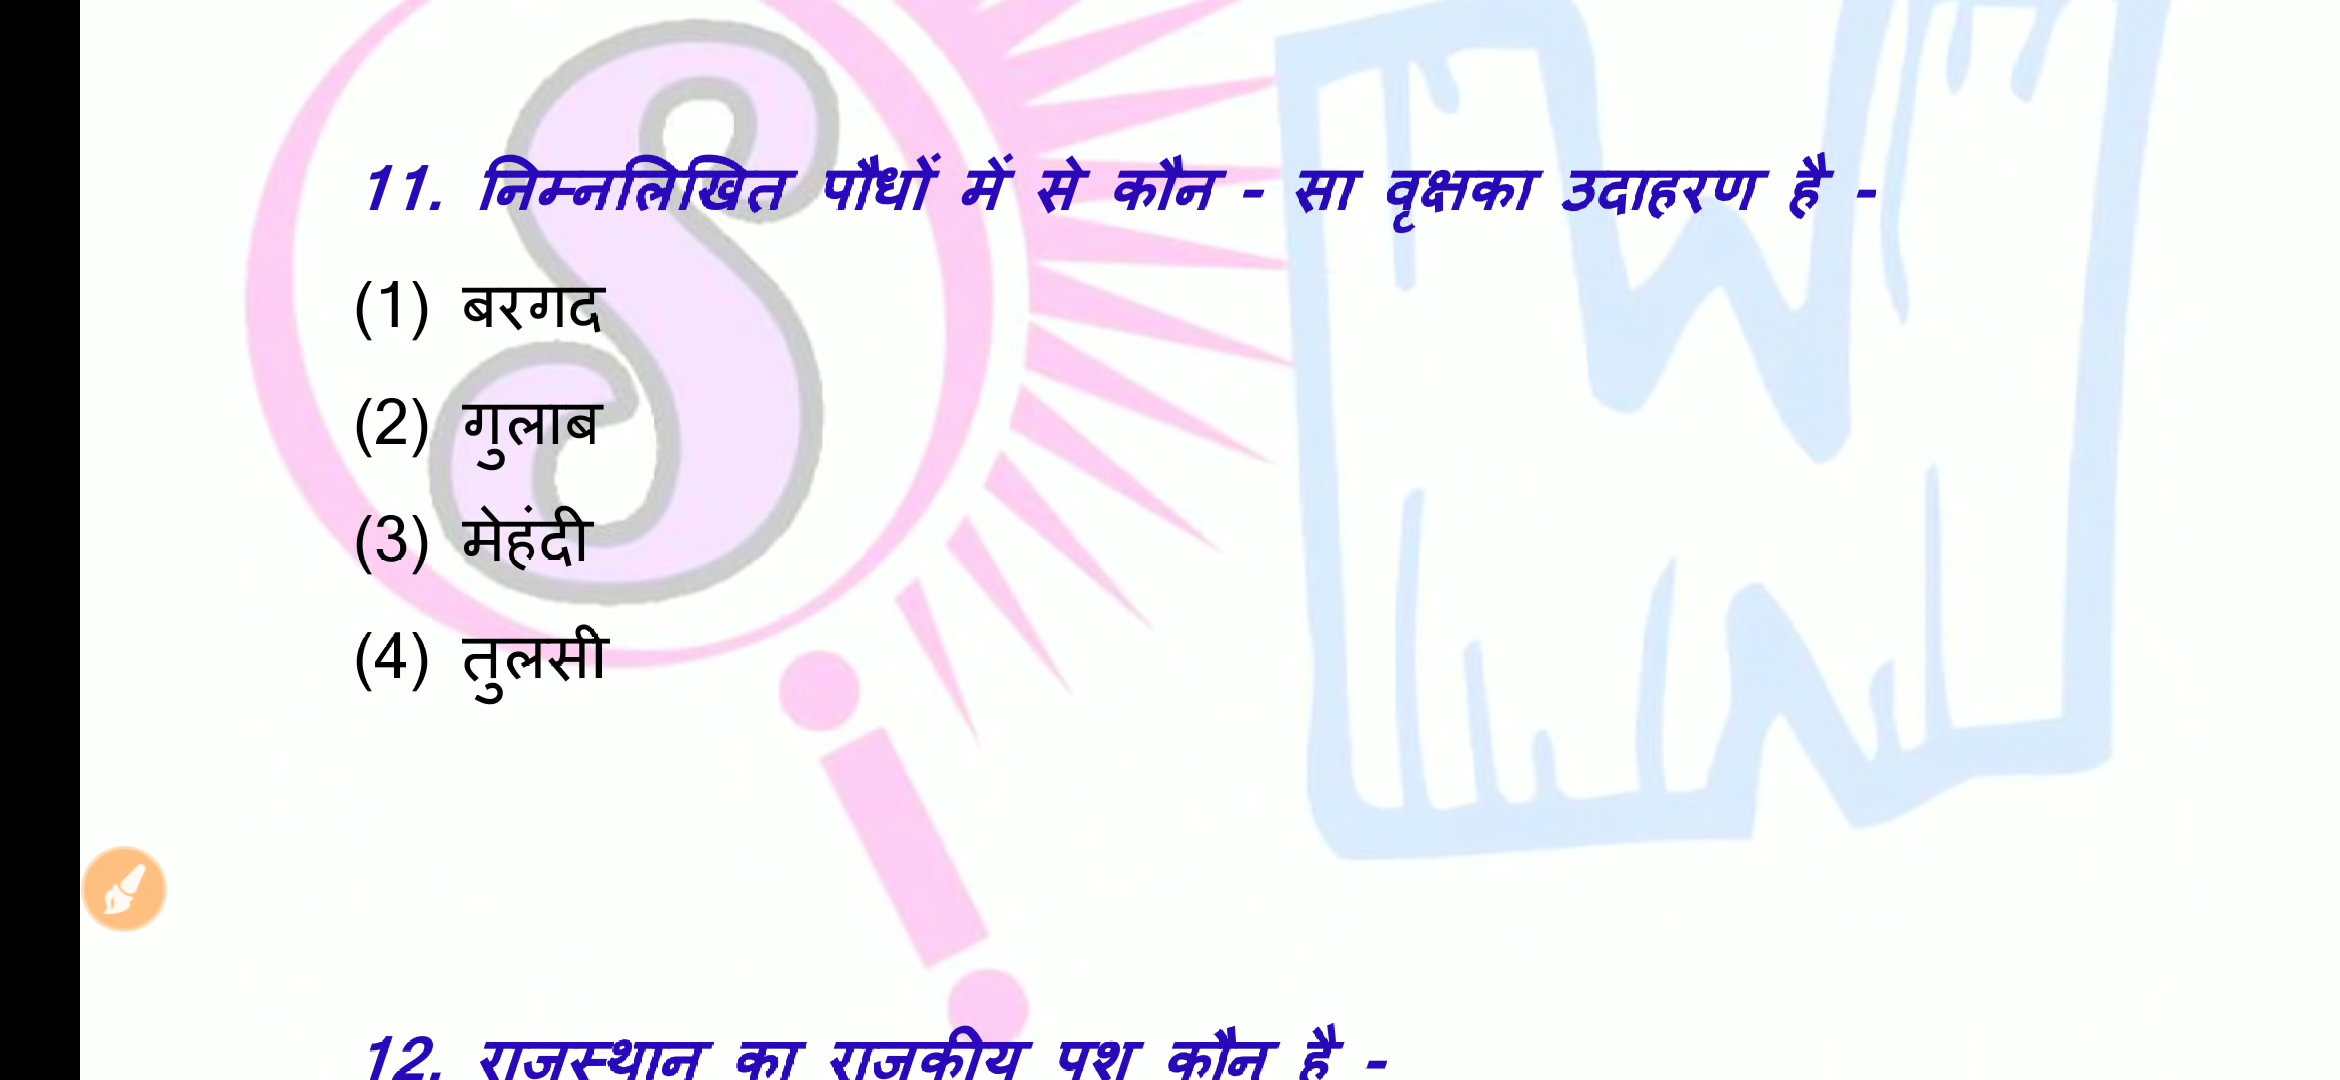 11. निम्नलिखित पौधों में से कौन - सा वृक्षका उदाहरण है -
(1) बरगद
(2) गुलाब
(3) मेहंदी
(4) तुलसी
12. राजस्थान का राजकीय पशु कौन है -